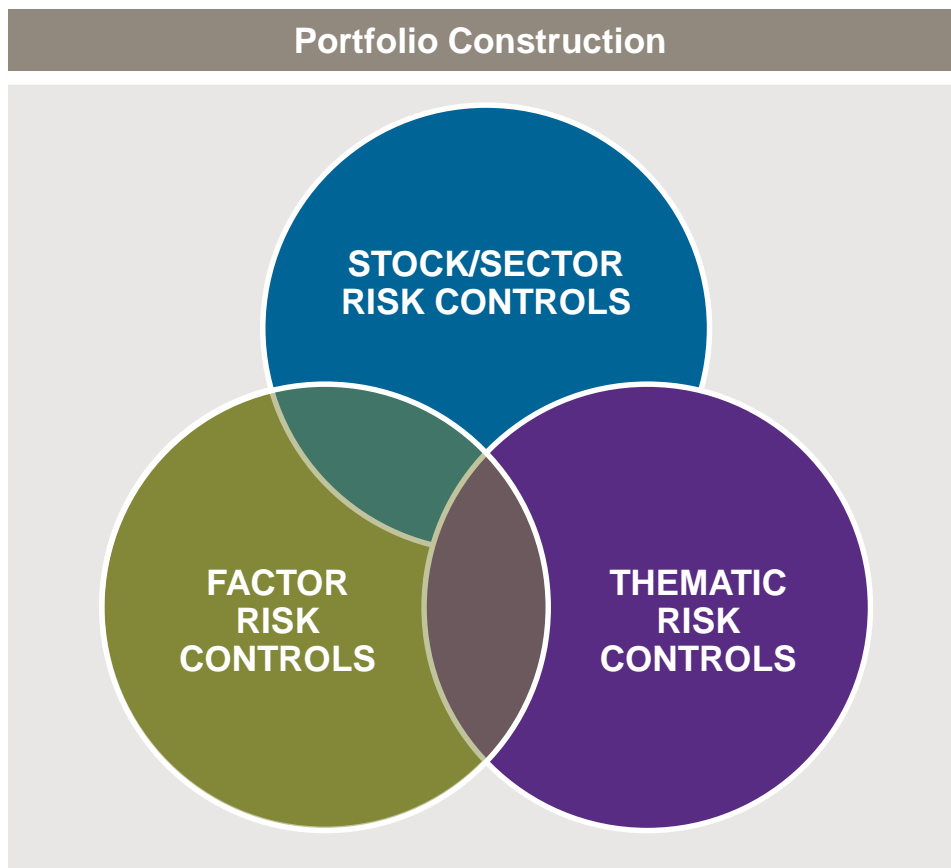 Portfolio Construction
STOCK/SECTOR
RISK CONTROLS
FACTOR
RISK
CONTROLS
THEMATIC
RISK
CONTROLS